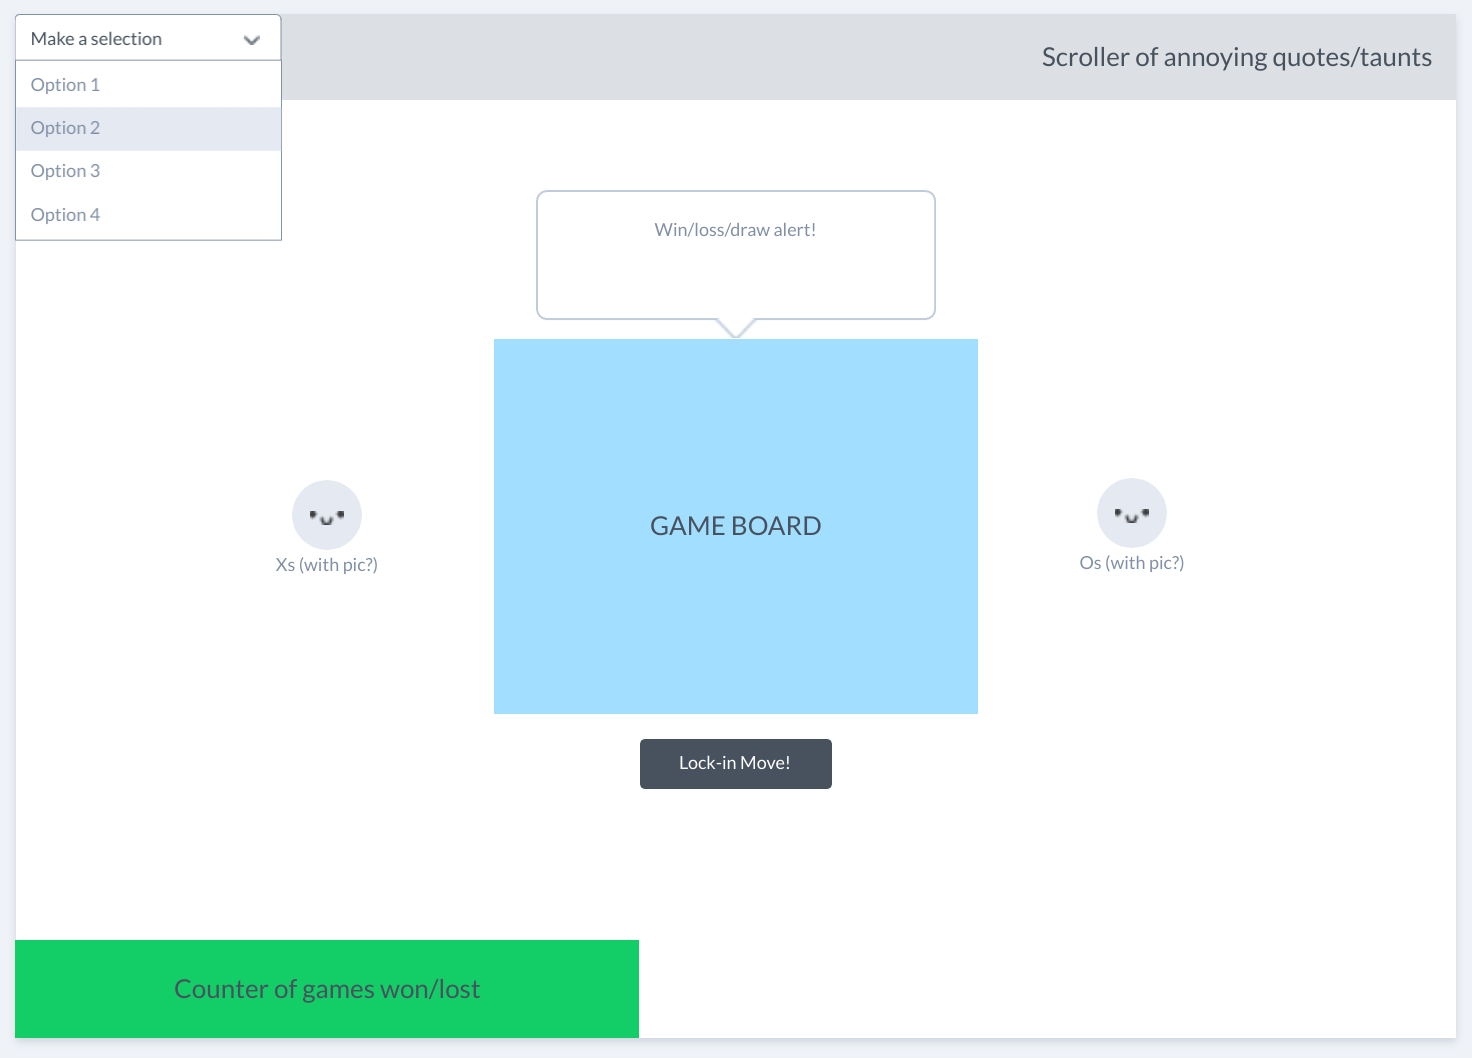 Make a selection
Scroller of annoying quotes/taunts
Option 1
Option 2
Option 3
Option 4
Win/loss/draw alert!
GAME BOARD
Xs (with pic?)
Os (with pic?)
Lock-in Move!
Counter of games won/lost